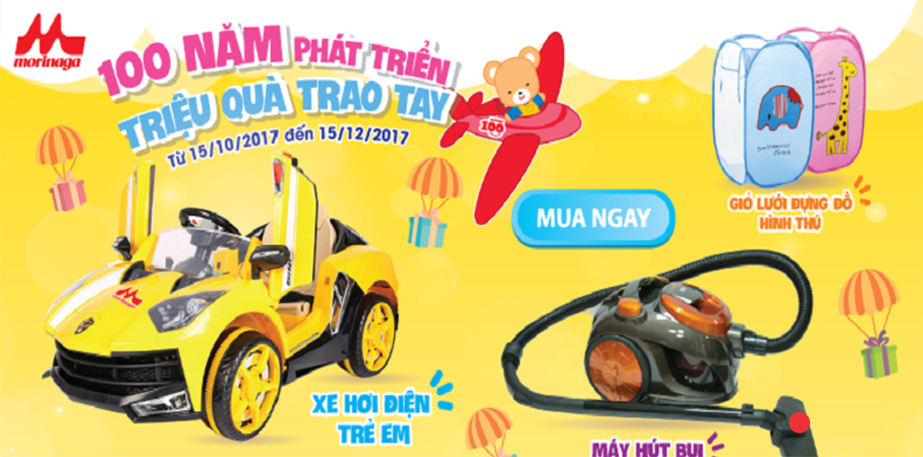 morinaga
100 NĂM PHÁT TRIỂN
TRIỆU QUÀ TRAO TAY
Từ 15/10/2017 đến 15/12/2017
100
MUA NGAY
GIỎ LƯỚI ĐỰNG ĐỒ
HÌNH THÚ
XE HƠI ĐIỆN
TRẺ EM
MÁY HÚT BỤI